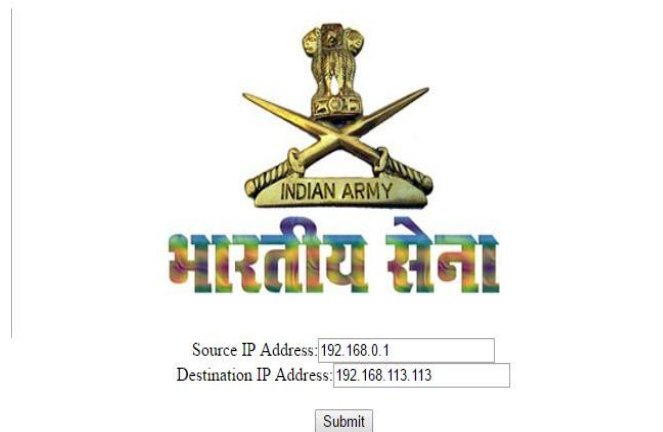 INDIAN ARMY
भारतीय सेना
Source IP Address: 192.168.0.1
Destination IP Address: 192.168.113.113
Submit